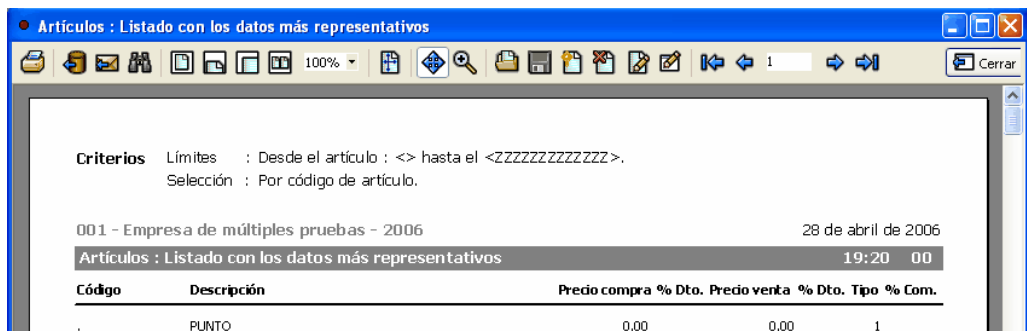 Artículos : Listado con los datos más representativos
100% 1 Cerrar
Criterios Límites : Desde el artículo : <> hasta el <ZZZZZZZZZZZZZ>.
Selección : Por código de artículo.
001 - Empresa de múltiples pruebas - 2006 28 de abril de 2006
Artículos : Listado con los datos más representativos 19:20 00
Código Descripción Precio compra % Dto. Precio venta % Dto. Tipo % Com.
. PUNTO 0.00 0.00 1